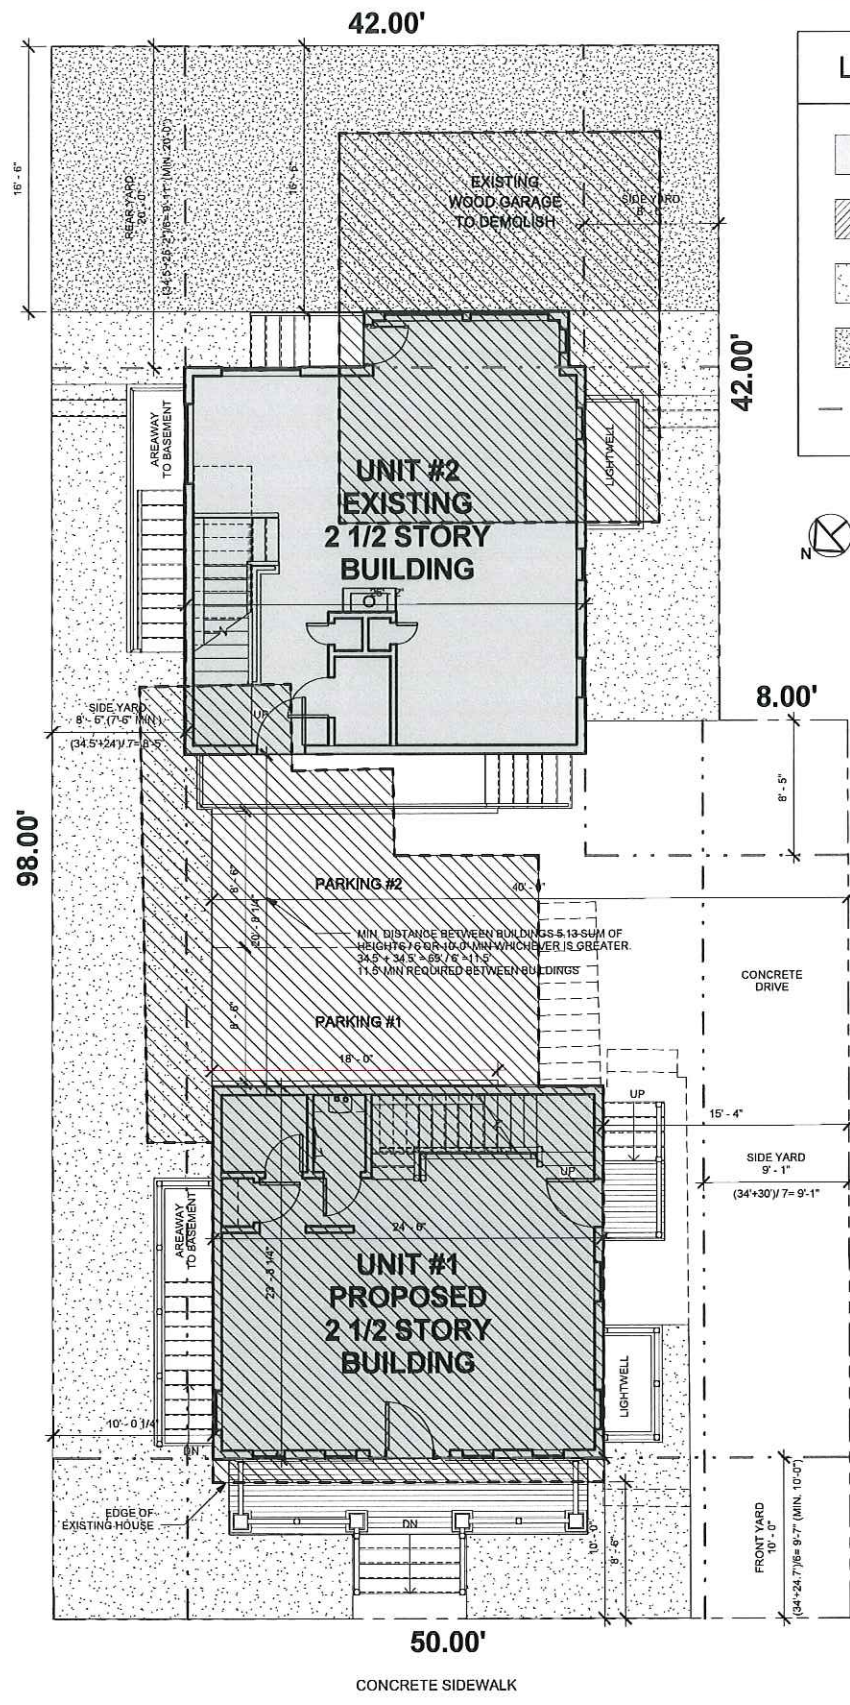 42.00'
L
16' - 6"
REAR YARD
20' - 0"
16' - 6"
EXISTING
WOOD GARAGE
TO DEMOLISH
SIDE YARD
42.00'
AREAWAY
TO BASEMENT
LIGHTWELL
UNIT #2
EXISTING
2 1/2 STORY
BUILDING
N
UP
SIDE YARD
8' - 6" (7'-6" MIN.)
(34.5'+24')/ 7= 8'-5"
8.00'
8' - 5"
98.00'
PARKING #2
40' - 0"
8' - 6"
20' - 8 1/4"
MIN. DISTANCE BETWEEN BUILDINGS 5.13 SUM OF
HEIGHTS / 6 OR 10'-0" MIN WHICHEVER IS GREATER.
34.5' + 34.5' = 69' / 6' =11.5'
11.5' MIN REQUIRED BETWEEN BUILDINGS
CONCRETE
DRIVE
8' - 6"
PARKING #1
18' - 0"
UP
15' - 4"
SIDE YARD
9' - 1"
(34'+30')/ 7= 9'-1"
UP
AREAWAY
TO BASEMENT
24' - 6"
UNIT #1
PROPOSED
2 1/2 STORY
BUILDING
LIGHTWELL
10' - 0 1/4"
DN
EDGE OF
EXISTING HOUSE
DN
10' - 0"
8' - 6"
FRONT YARD
10' - 0"
(34'+24.7')/6= 9'-7" (MIN. 10'-0")
50.00'
CONCRETE SIDEWALK